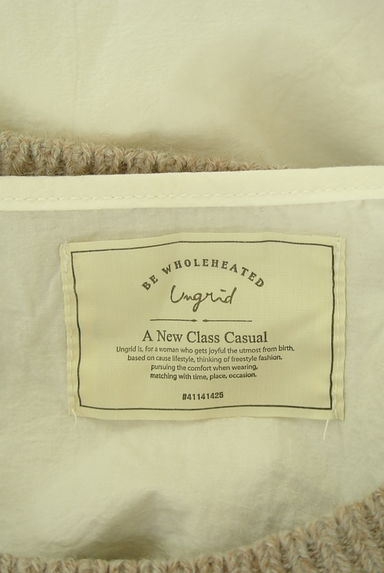 BE WHOLEHEATED
Ungrid
A New Class Casual
Ungrid is, for a woman who gets joyful the utmost from birth,
based on cause lifestyle, thinking of freestyle fashion.
pursuing the comfort when wearing,
matching with time, place, occasion.
#41141425